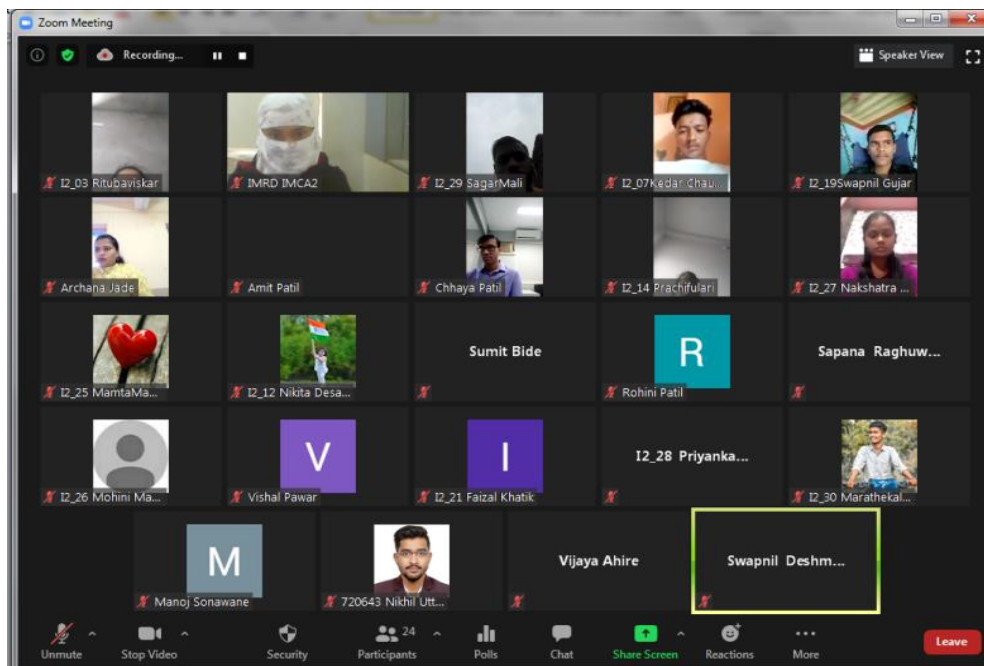 Zoom Meeting
Recording...
Speaker View
I2_03 Ritubaviskar
IMRD IMCA2
I2_29 SagarMali
I2_07Kedar Chau...
I2_19Swapnil Gujar
Archana Jade
Amit Patil
Chhaya Patil
I2_14 Prachifulari
I2_27 Nakshatra ...
I2_25 MamtaMa...
I2_12 Nikita Desa...
Sumit Bide
R
Rohini Patil
Sapana Raghuw...
I2_26 Mohini Ma...
V
Vishal Pawar
I
I2_21 Faizal Khatik
I2_28 Priyanka...
I2_30 Marathekal...
M
Manoj Sonawane
720643 Nikhil Utt...
Vijaya Ahire
Swapnil Deshm...
Unmute
Stop Video
Security
24
Participants
Polls
Chat
Share Screen
Reactions
More
Leave